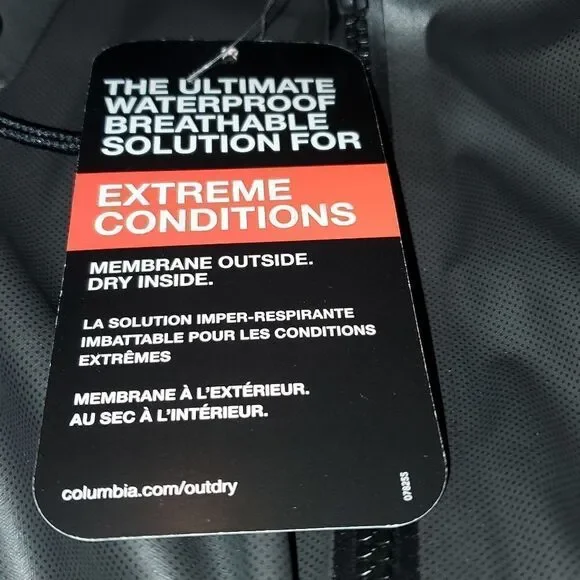 THE ULTIMATE
WATERPROOF
BREATHABLE
SOLUTION FOR
EXTREME
CONDITIONS
MEMBRANE OUTSIDE.
DRY INSIDE.
LA SOLUTION IMPER-RESPIRANTE
IMBATTABLE POUR LES CONDITIONS
EXTRÊMES
MEMBRANE À L'EXTÉRIEUR.
AU SEC À L'INTÉRIEUR.
columbia.com/outdry
078255